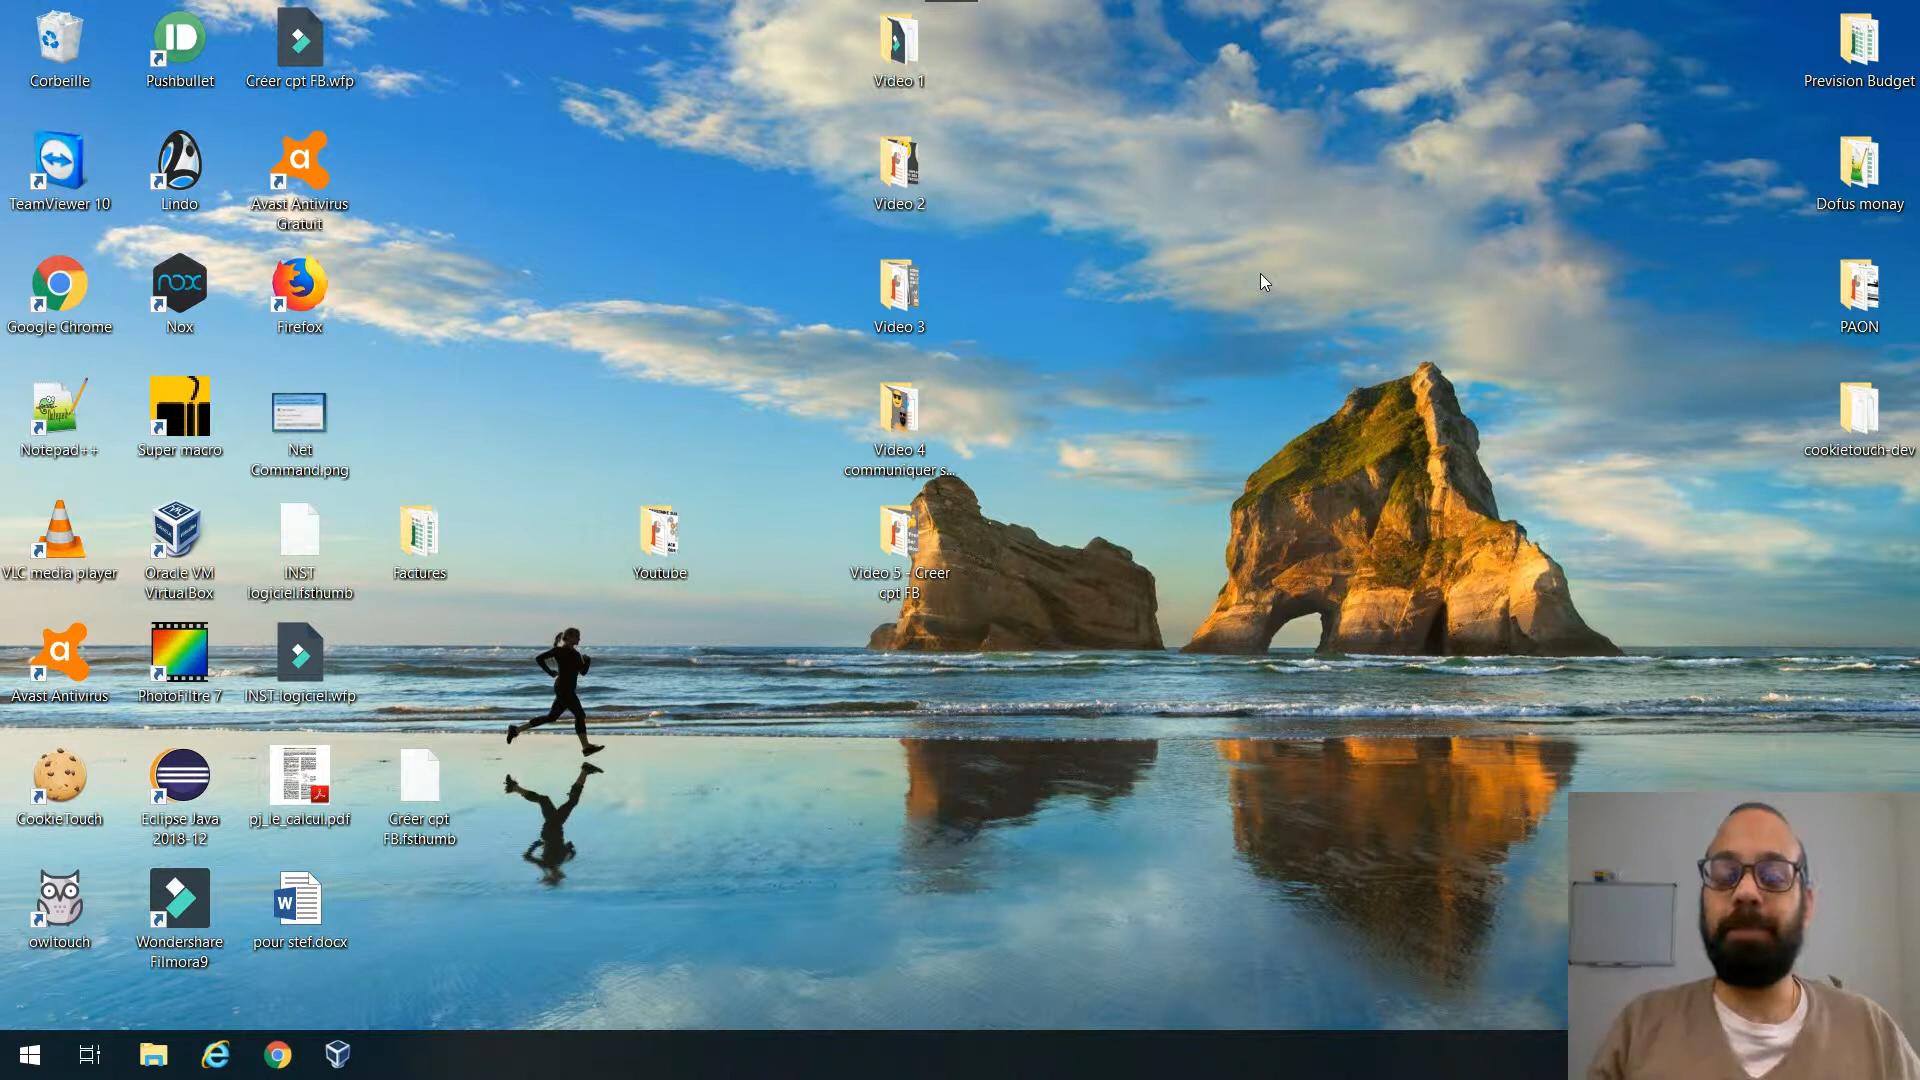 Corbeille
Pushbullet
Créer cpt FB.wfp
Video 1
Prevision Budget
TeamViewer 10
Lindo
Avast Antivirus
Gratuit
Video 2
Dofus monay
Google Chrome
nox
Nox
Firefox
Video 3
PAON
Notepad++
Super macro
Net
Command.png
Video 4
communiquer s...
cookietouch-dev
VLC media player
Oracle VM
VirtualBox
INST
logiciel.fsthumb
Factures
Youtube
Video 5 - Creer
cpt FB
Avast Antivirus
PhotoFiltre 7
INST logiciel.wfp
CookieTouch
Eclipse Java
2018-12
pj_le_calcul.pdf
Créer cpt
FB.fsthumb
owltouch
Wondershare
Filmora9
W
pour stef.docx